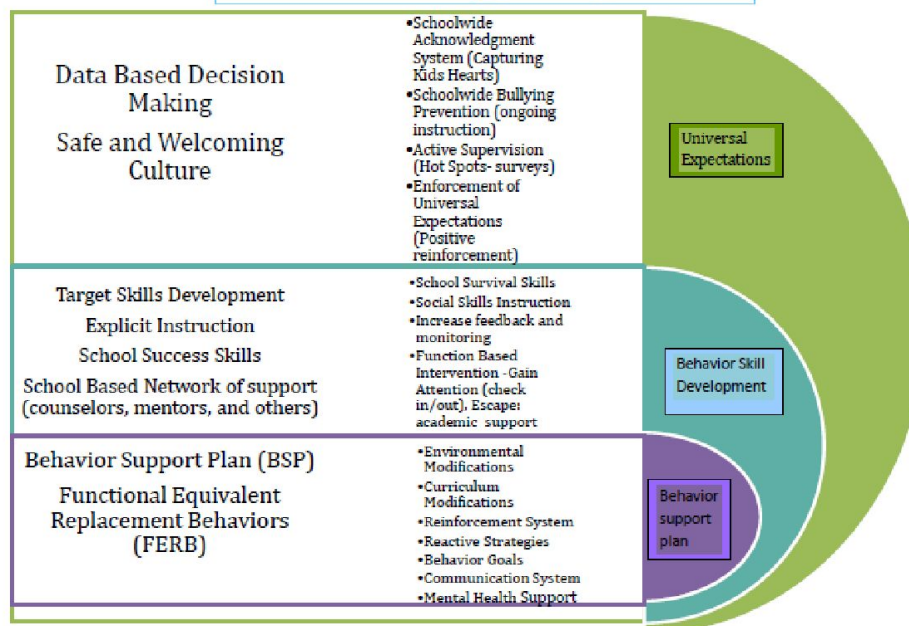 Data Based Decision
Making
Safe and Welcoming
Culture
•Schoolwide
Acknowledgment
System (Capturing
Kids Hearts)
•Schoolwide Bullying
Prevention (ongoing
instruction)
•Active Supervision
(Hot Spots- surveys)
•Enforcement of
Universal
Expectations
(Positive
reinforcement)
Universal
Expectations
Target Skills Development
Explicit Instruction
School Success Skills
School Based Network of support
(counselors, mentors, and others)
•School Survival Skills
•Social Skills Instruction
•Increase feedback and
monitoring
•Function Based
Intervention -Gain
Attention (check
in/out), Escape:
academic support
Behavior Skill
Development
Behavior Support Plan (BSP)
Functional Equivalent
Replacement Behaviors
(FERB)
•Environmental
Modifications
•Curriculum
Modifications
•Reinforcement System
•Reactive Strategies
•Behavior Goals
•Communication System
•Mental Health Support
Behavior
support
plan